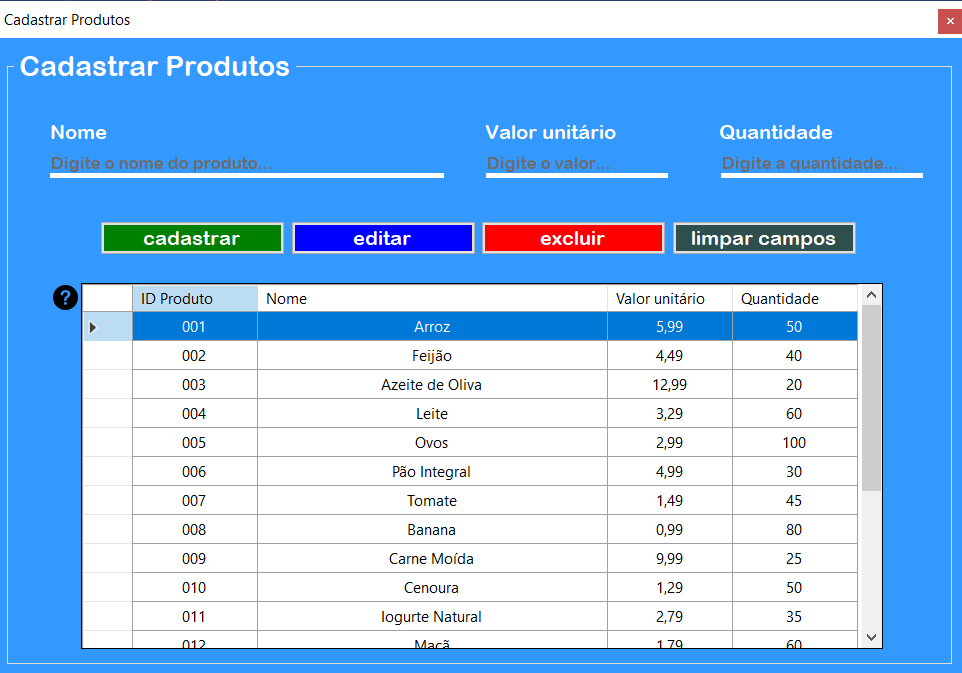 Cadastrar Produtos
Cadastrar Produtos
Nome Valor unitário Quantidade
Digite o nome do produto... Digite o valor... Digite a quantidade...
cadastrar editar excluir limpar campos
? ID Produto Nome Valor unitário Quantidade
001 Arroz 5,99 50
002 Feijão 4,49 40
003 Azeite de Oliva 12,99 20
004 Leite 3,29 60
005 Ovos 2,99 100
006 Pão Integral 4,99 30
007 Tomate 1,49 45
008 Banana 0,99 80
009 Carne Moída 9,99 25
010 Cenoura 1,29 50
011 Iogurte Natural 2,79 35
012 Maçã 1,79 60